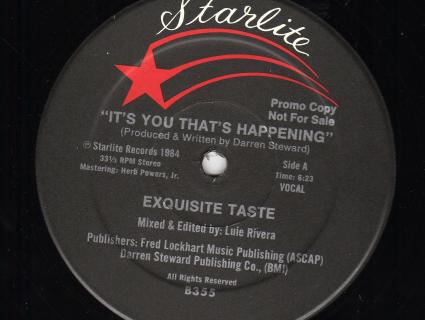 Starlite
Promo Copy
Not For Sale
"IT'S YOU THAT'S HAPPENING"
(Produced & Written by Darren Steward)
℗ Starlite Records 1984
33⅓ RPM Stereo
Mastering: Herb Powers, Jr.
Side A
Time: 6:23
VOCAL
EXQUISITE TASTE
Mixed & Edited by: Luie Rivera
Publishers: Fred Lockhart Music Publishing (ASCAP)
Darren Steward Publishing Co., (BMI)
All Rights Reserved
B355